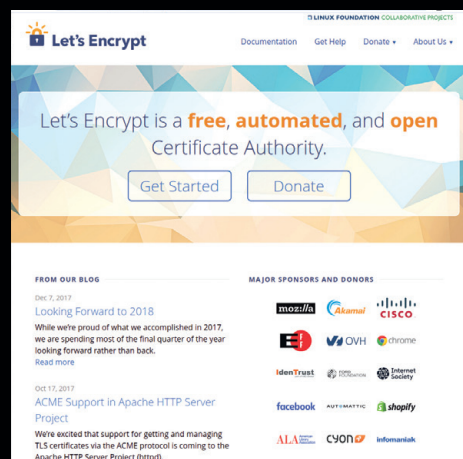 LINUX FOUNDATION COLLABORATIVE PROJECTS
Let's Encrypt
Documentation Get Help Donate ▾ About Us ▾
Let's Encrypt is a free, automated, and open
Certificate Authority.
Get Started Donate
FROM OUR BLOG
Dec 7, 2017
Looking Forward to 2018
While we're proud of what we accomplished in 2017,
we are spending most of the final quarter of the year
looking forward rather than back.
Read more
Oct 17, 2017
ACME Support in Apache HTTP Server
Project
We're excited that support for getting and managing
TLS certificates via the ACME protocol is coming to the
Apache HTTP Server Project (httpd).
MAJOR SPONSORS AND DONORS
moz://a Akamai CISCO
EFF OVH chrome
IdenTrust FORD FOUNDATION Internet
Society
facebook AUTOMATTIC shopify
ALA American
Library
Association CYON infomaniak